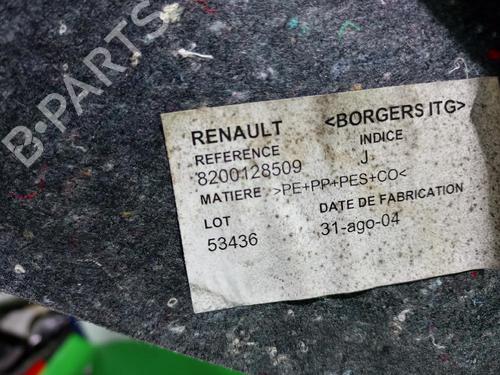 B-PARTS
RENAULT <BORGERS ITG>
REFERENCE INDICE
8200128509 J
MATIERE >PE+PP+PES+CO<
LOT DATE DE FABRICATION
53436 31-ago-04